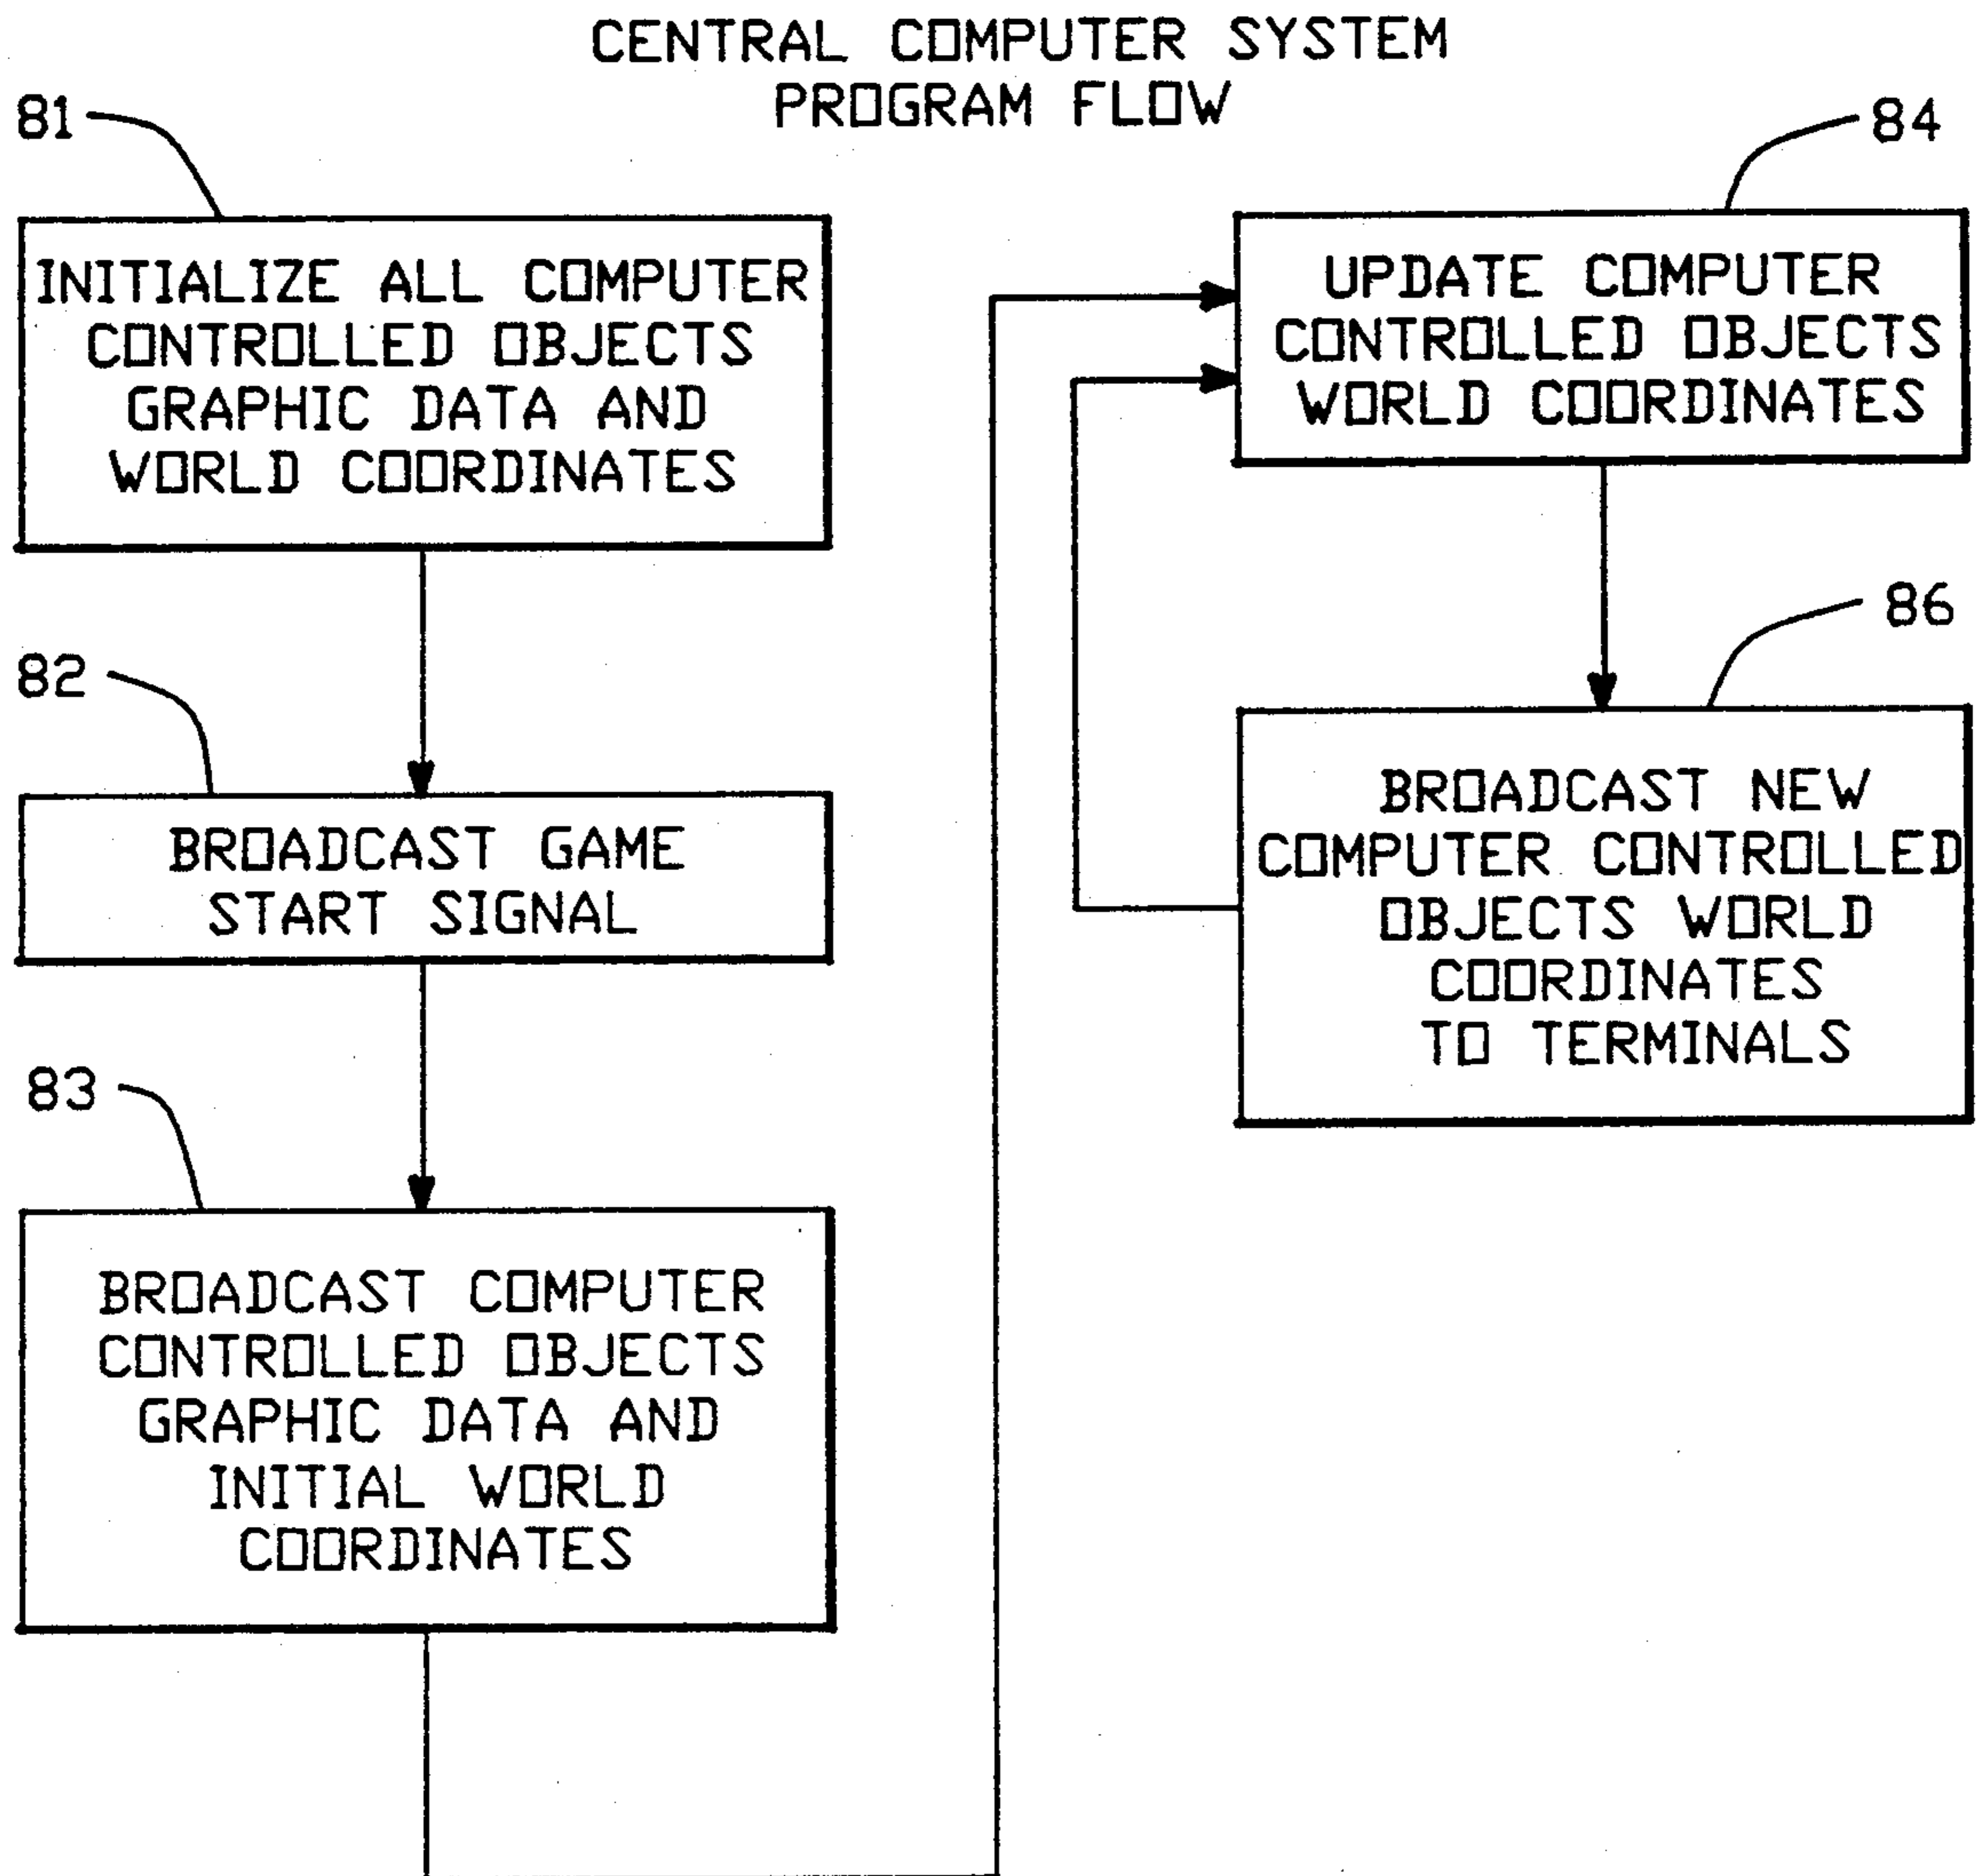 CENTRAL COMPUTER SYSTEM
PROGRAM FLOW
81
INITIALIZE ALL COMPUTER
CONTROLLED OBJECTS
GRAPHIC DATA AND
WORLD COORDINATES
82
BROADCAST GAME
START SIGNAL
83
BROADCAST COMPUTER
CONTROLLED OBJECTS
GRAPHIC DATA AND
INITIAL WORLD
COORDINATES
84
UPDATE COMPUTER
CONTROLLED OBJECTS
WORLD COORDINATES
86
BROADCAST NEW
COMPUTER CONTROLLED
OBJECTS WORLD
COORDINATES
TO TERMINALS